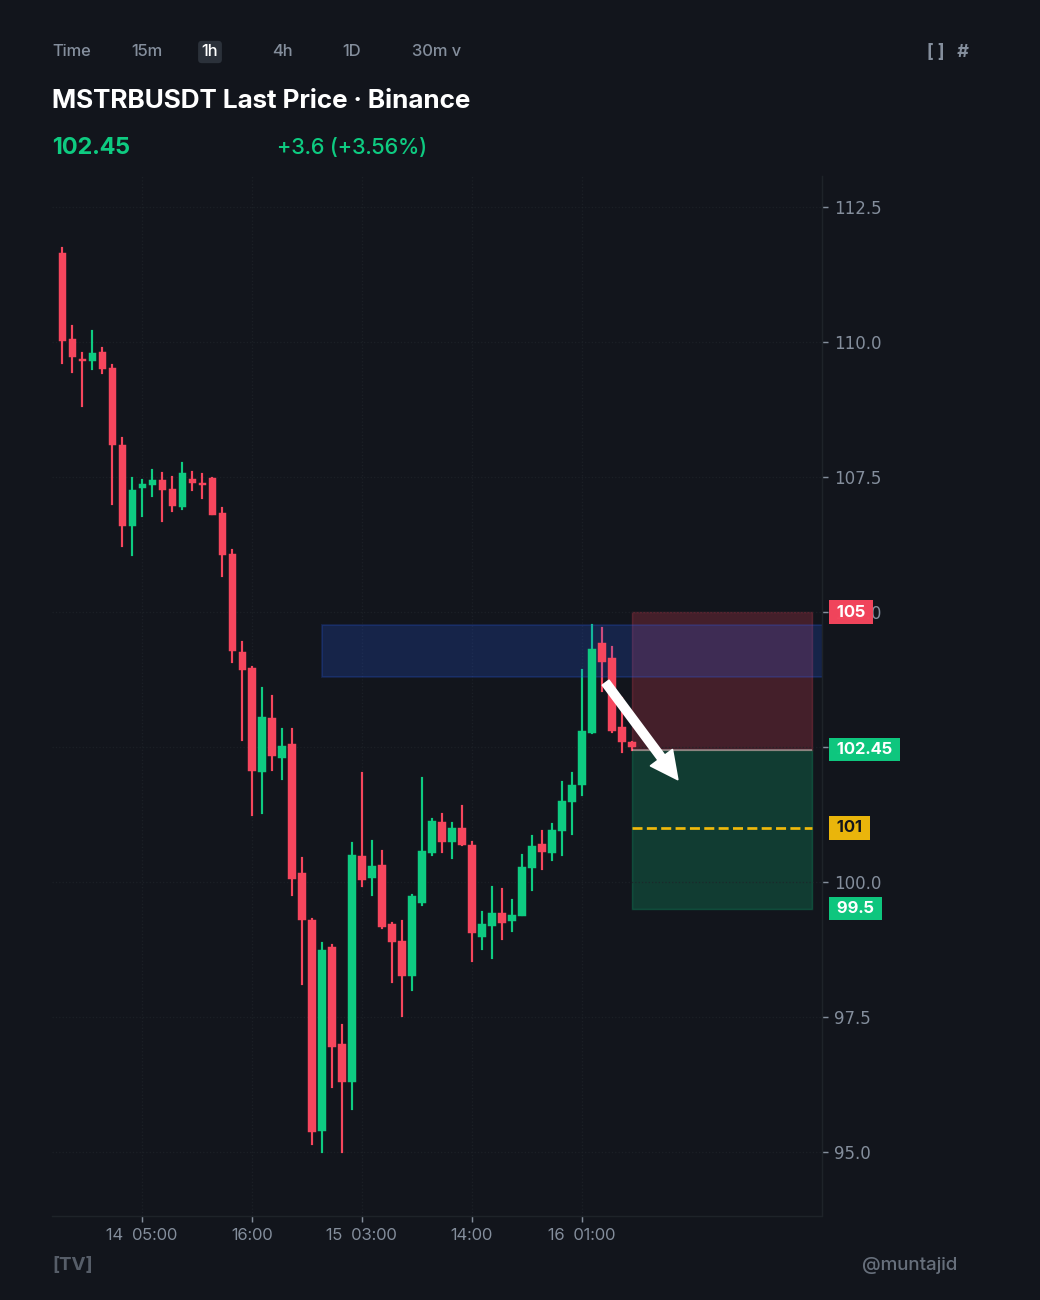 Time 15m 1h 4h 1D 30m v [ ] #
MSTRBUSDT Last Price · Binance
102.45 +3.6 (+3.56%)
112.5
110.0
107.5
105 0
102.45
101
100.0
99.5
97.5
95.0
14 05:00 16:00 15 03:00 14:00 16 01:00
[TV] @muntajid